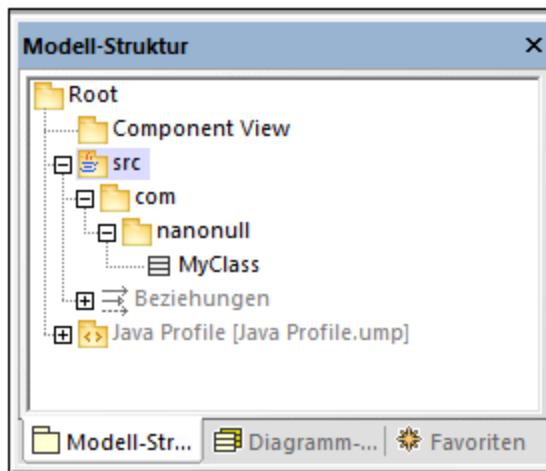 Modell-Struktur
Root
Component View
src
com
nanonull
MyClass
Beziehungen
Java Profile [Java Profile.ump]
Modell-Str... Diagramm-... Favoriten